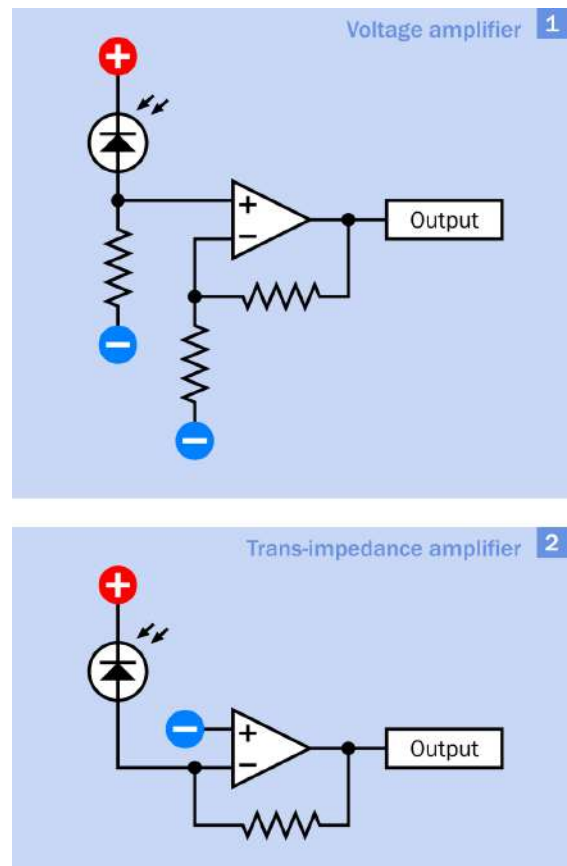 Voltage amplifier 1
+
+
−
Output
−
−
Trans-impedance amplifier 2
+
−
+
−
Output